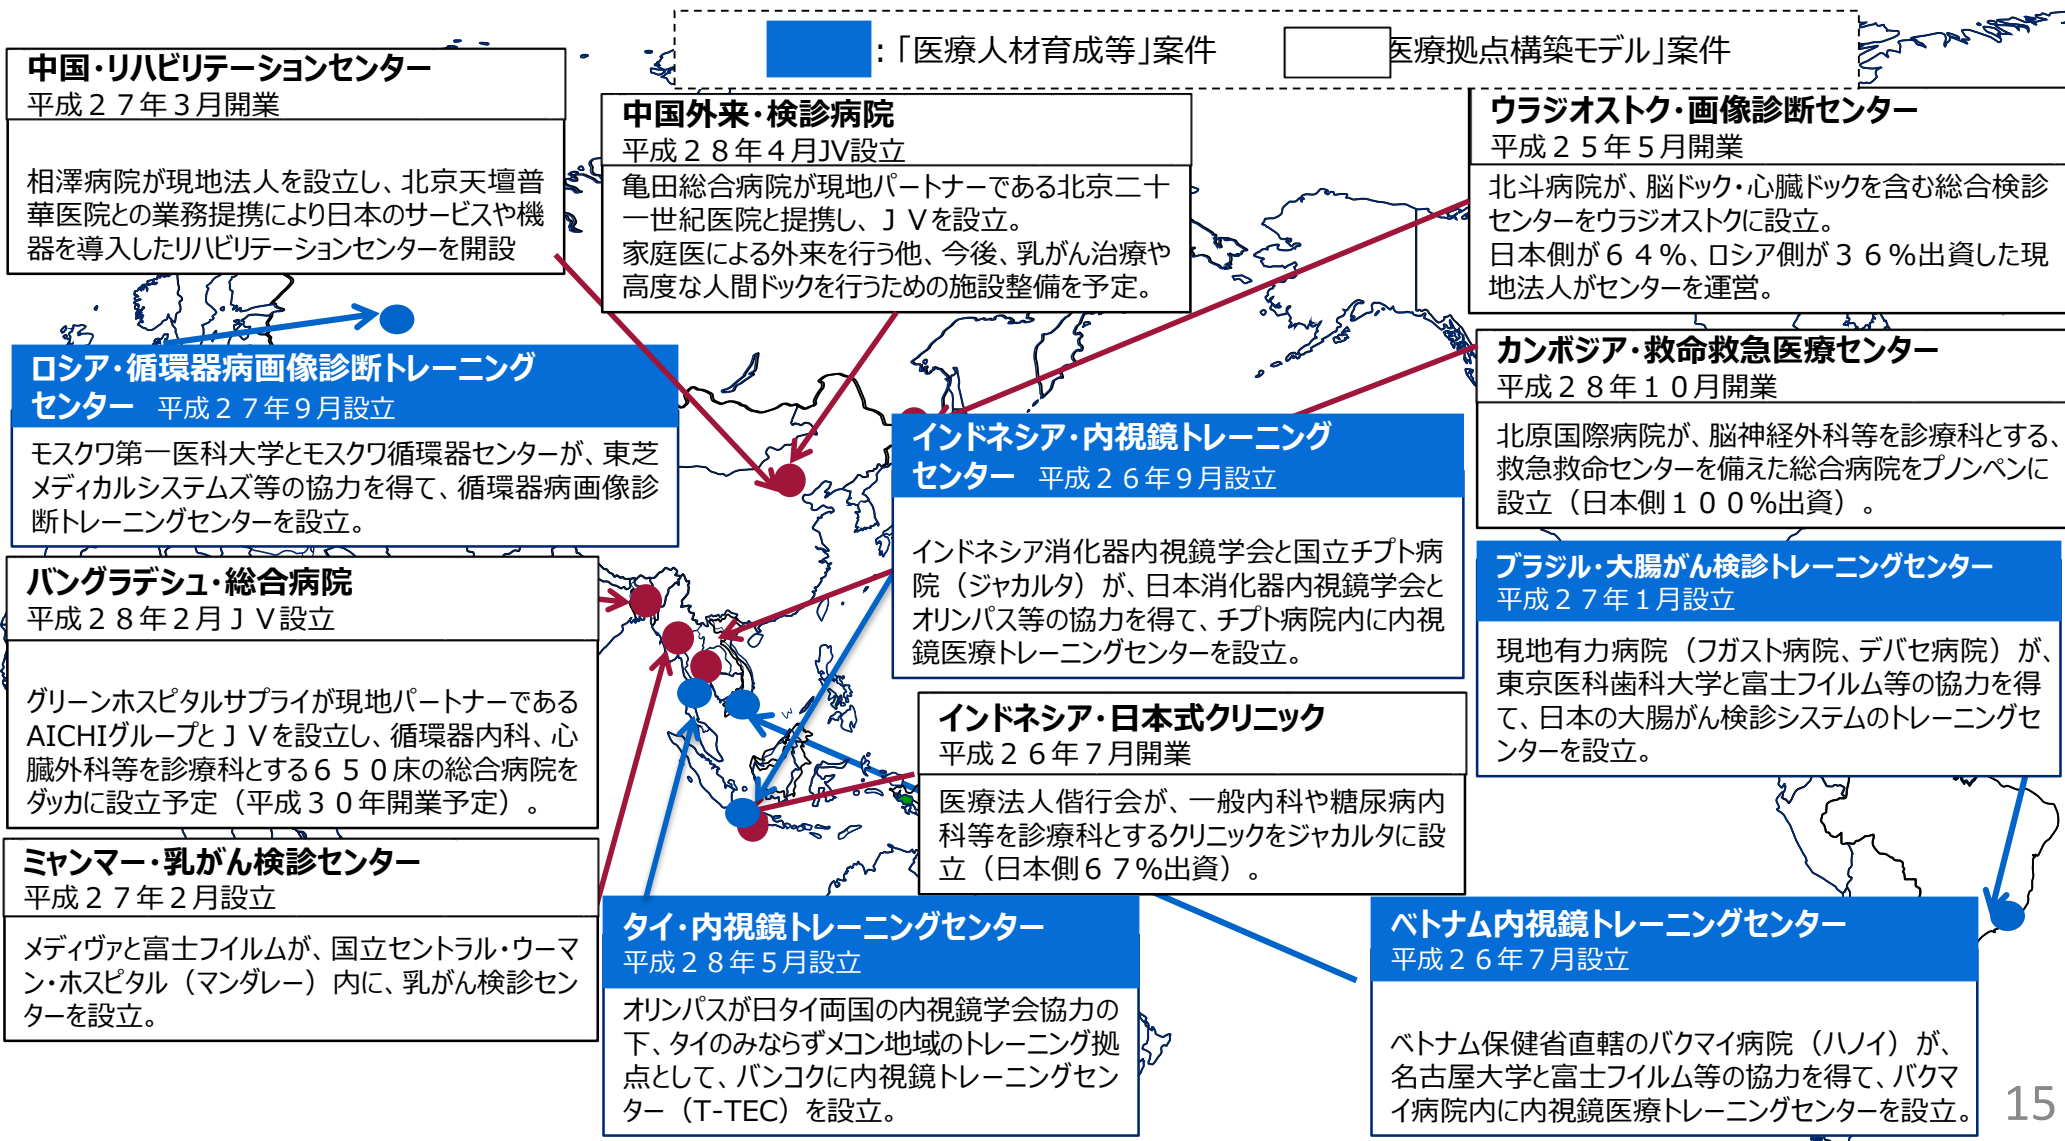 :「医療人材育成等」案件
医療拠点構築モデル」案件
中国・リハビリテーションセンター
平成２７年３月開業
相澤病院が現地法人を設立し、北京天壇普
華医院との業務提携により日本のサービスや機
器を導入したリハビリテーションセンターを開設
中国外来・検診病院
平成２８年４月JV設立
亀田総合病院が現地パートナーである北京二十
一世紀医院と提携し、ＪＶを設立。
家庭医による外来を行う他、今後、乳がん治療や
高度な人間ドックを行うための施設整備を予定。
ウラジオストク・画像診断センター
平成２５年５月開業
北斗病院が、脳ドック・心臓ドックを含む総合検診
センターをウラジオストクに設立。
日本側が６４％、ロシア側が３６％出資した現
地法人がセンターを運営。
ロシア・循環器病画像診断トレーニング
センター 平成２７年９月設立
モスクワ第一医科大学とモスクワ循環器センターが、東芝
メディカルシステムズ等の協力を得て、循環器病画像診
断トレーニングセンターを設立。
カンボジア・救命救急医療センター
平成２８年１０月開業
北原国際病院が、脳神経外科等を診療科とする、
救急救命センターを備えた総合病院をプノンペンに
設立（日本側１００％出資）。
インドネシア・内視鏡トレーニング
センター 平成２６年９月設立
インドネシア消化器内視鏡学会と国立チプト病
院（ジャカルタ）が、日本消化器内視鏡学会と
オリンパス等の協力を得て、チプト病院内に内視
鏡医療トレーニングセンターを設立。
バングラデシュ・総合病院
平成２８年２月ＪＶ設立
グリーンホスピタルサプライが現地パートナーである
AICHIグループとＪＶを設立し、循環器内科、心
臓外科等を診療科とする６５０床の総合病院を
ダッカに設立予定（平成３０年開業予定）。
ブラジル・大腸がん検診トレーニングセンター
平成２７年１月設立
現地有力病院（フガスト病院、デバセ病院）が、
東京医科歯科大学と富士フイルム等の協力を得
て、日本の大腸がん検診システムのトレーニングセ
ンターを設立。
インドネシア・日本式クリニック
平成２６年７月開業
医療法人偕行会が、一般内科や糖尿病内
科等を診療科とするクリニックをジャカルタに設
立（日本側６７％出資）。
ミャンマー・乳がん検診センター
平成２７年２月設立
メディヴァと富士フイルムが、国立セントラル・ウーマ
ン・ホスピタル（マンダレー）内に、乳がん検診セン
ターを設立。
タイ・内視鏡トレーニングセンター
平成２８年５月設立
オリンパスが日タイ両国の内視鏡学会協力の
下、タイのみならずメコン地域のトレーニング拠
点として、バンコクに内視鏡トレーニングセン
ター（T-TEC）を設立。
ベトナム内視鏡トレーニングセンター
平成２６年７月設立
ベトナム保健省直轄のバクマイ病院（ハノイ）が、
名古屋大学と富士フイルム等の協力を得て、バクマ
イ病院内に内視鏡医療トレーニングセンターを設立。
15